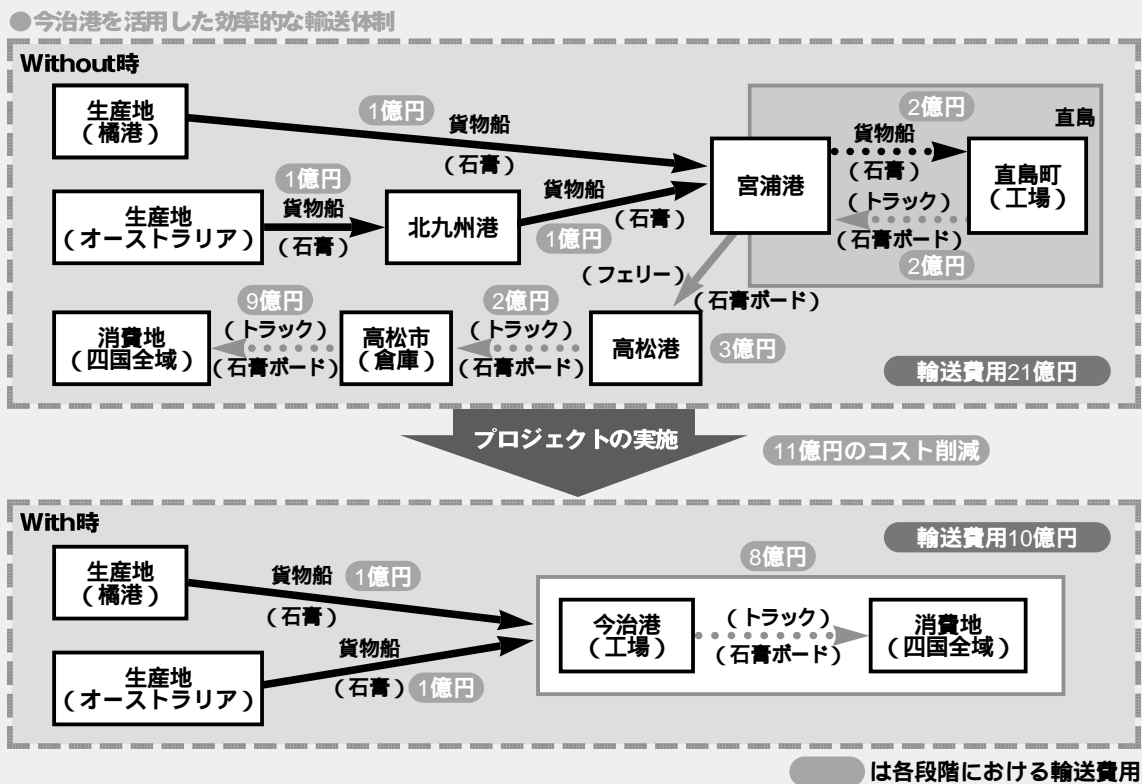 ●今治港を活用した効率的な輸送体制
Without時
生産地
（橘港）
1億円
貨物船
（石膏）
生産地
（オーストラリア）
1億円
貨物船
（石膏）
北九州港
貨物船
（石膏）
1億円
宮浦港
2億円
貨物船
（石膏）
（トラック）
（石膏ボード）
2億円
直島
直島町
（工場）
（フェリー）
（石膏ボード）
3億円
高松港
2億円
（トラック）
（石膏ボード）
高松市
（倉庫）
9億円
（トラック）
（石膏ボード）
消費地
（四国全域）
輸送費用21億円
プロジェクトの実施
11億円のコスト削減
With時
輸送費用10億円
生産地
（橘港）
貨物船
1億円
（石膏）
生産地
（オーストラリア）
貨物船
（石膏）
1億円
8億円
今治港
（工場）
（トラック）
（石膏ボード）
消費地
（四国全域）
は各段階における輸送費用